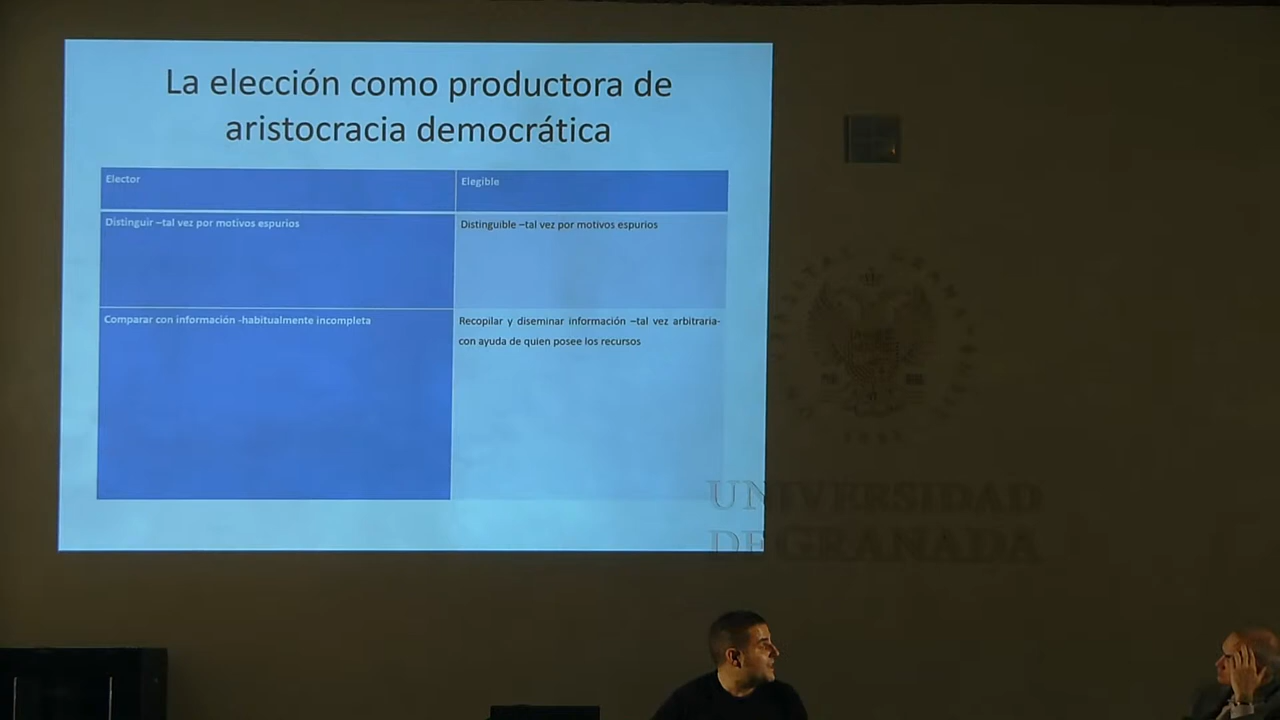 La elección como productora de
aristocracia democrática
Elector
Elegible
Distinguir –tal vez por motivos espurios
Distinguible –tal vez por motivos espurios
Comparar con información -habitualmente incompleta
Recopilar y diseminar información –tal vez arbitraria-
con ayuda de quien posee los recursos
UNIVERSIDAD
DE GRANADA